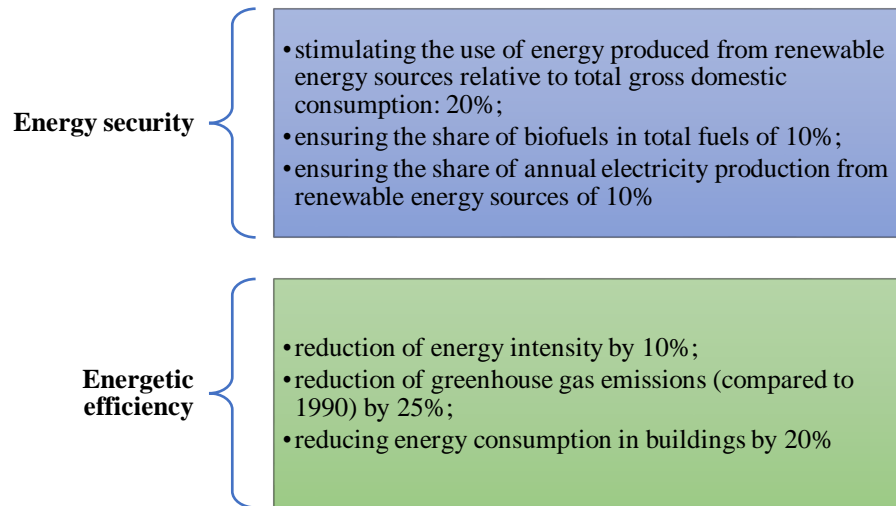 Energy security
•stimulating the use of energy produced from renewable
energy sources relative to total gross domestic
consumption: 20%;
•ensuring the share of biofuels in total fuels of 10%;
•ensuring the share of annual electricity production from
renewable energy sources of 10%
Energetic
efficiency
•reduction of energy intensity by 10%;
•reduction of greenhouse gas emissions (compared to
1990) by 25%;
•reducing energy consumption in buildings by 20%